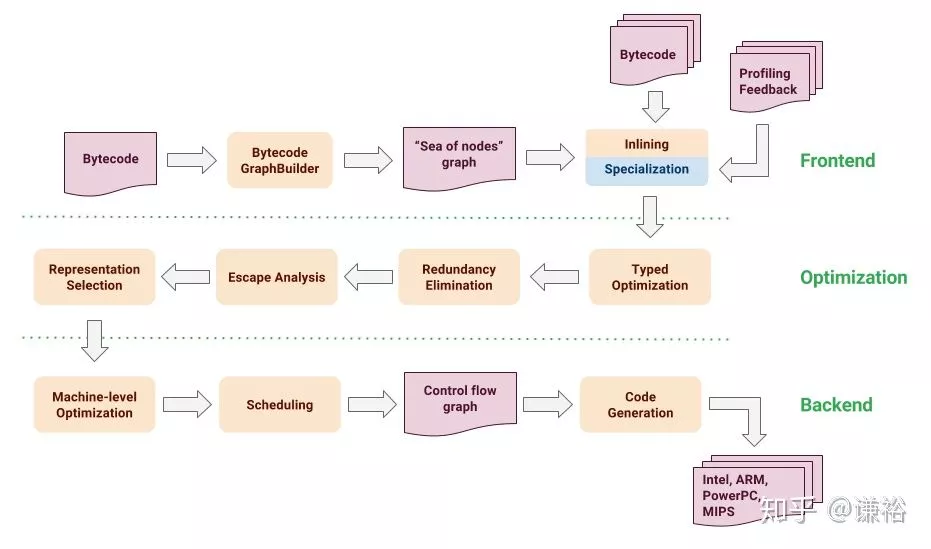 Bytecode
Profiling
Feedback
Bytecode
Bytecode
GraphBuilder
“Sea of nodes”
graph
Inlining
Specialization
Frontend
Representation
Selection
Escape Analysis
Redundancy
Elimination
Typed
Optimization
Optimization
Machine-level
Optimization
Scheduling
Control flow
graph
Code
Generation
Backend
Intel, ARM,
PowerPC,
MIPS
知乎 @谦裕